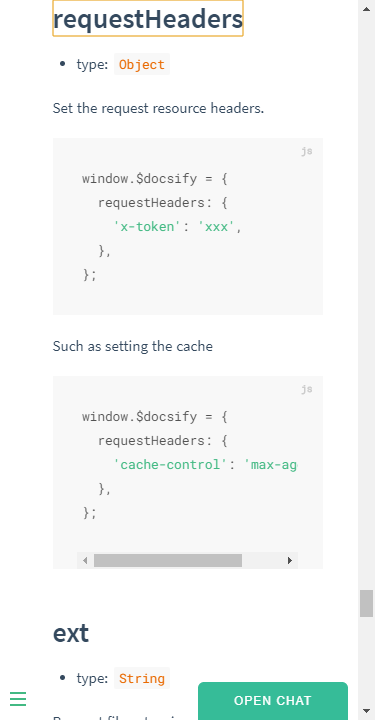 requestHeaders
type: Object
Set the request resource headers.
js
window.$docsify = {
requestHeaders: {
'x-token': 'xxx',
},
};
Such as setting the cache
js
window.$docsify = {
requestHeaders: {
'cache-control': 'max-ag
},
};
ext
type: String
OPEN CHAT